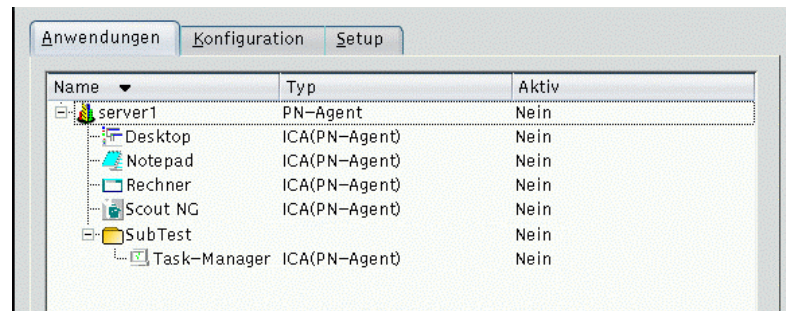 Anwendungen Konfiguration Setup
Name Typ Aktiv
server1 PN-Agent Nein
Desktop ICA(PN-Agent) Nein
Notepad ICA(PN-Agent) Nein
Rechner ICA(PN-Agent) Nein
Scout NG ICA(PN-Agent) Nein
SubTest Nein
Task-Manager ICA(PN-Agent) Nein